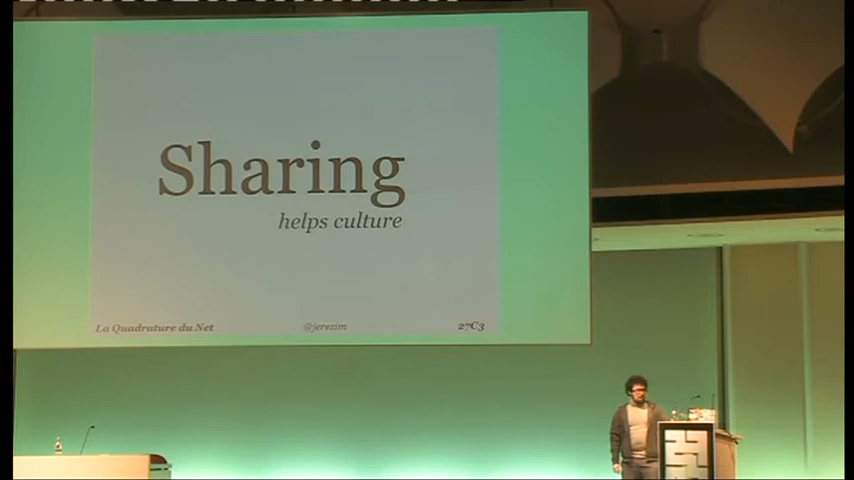 Sharing
helps culture
La Quadrature du Net
@jerezim
27C3